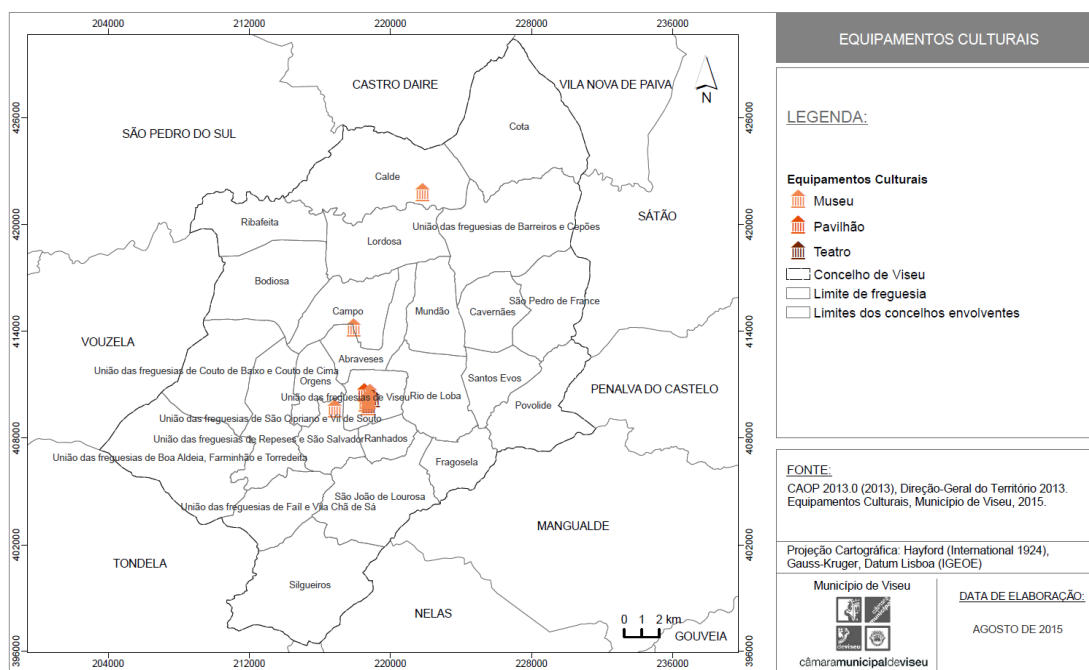 204000
212000
220000
228000
236000
EQUIPAMENTOS CULTURAIS
CASTRO DAIRE
VILA NOVA DE PAIVA
N
426000
426000
SÃO PEDRO DO SUL
Cota
LEGENDA:
Calde
Equipamentos Culturais
Museu
Pavilhão
Teatro
Concelho de Viseu
Limite de freguesia
Limites dos concelhos envolventes
SÁTÃO
420000
420000
Ribafeita
União das freguesias de Barreiros e Cepões
Lordosa
Bodiosa
São Pedro de France
Campo
Mundão
Cavernães
414000
414000
VOUZELA
Abraveses
União das freguesias de Couto de Baixo e Couto de Cima
Orgens
Santos Evos
PENALVA DO CASTELO
União das freguesias de Viseu
Rio de Loba
Povolide
União das freguesias de São Cipriano e Vil de Souto
408000
408000
União das freguesias de Repeses e São Salvador
Ranhados
União das freguesias de Boa Aldeia, Farminhão e Torredeita
Fragosela
São João de Lourosa
União das freguesias de Faíl e Vila Chã de Sá
MANGUALDE
402000
402000
TONDELA
Silgueiros
NELAS
0 1 2 km
GOUVEIA
396000
396000
204000
212000
220000
228000
236000
FONTE:
CAOP 2013.0 (2013), Direção-Geral do Território 2013.
Equipamentos Culturais, Município de Viseu, 2015.
Projeção Cartográfica: Hayford (International 1924),
Gauss-Kruger, Datum Lisboa (IGEOE)
Município de Viseu
câmara
municipal
deviseu
câmaramunicipaldeviseu
DATA DE ELABORAÇÃO:
AGOSTO DE 2015